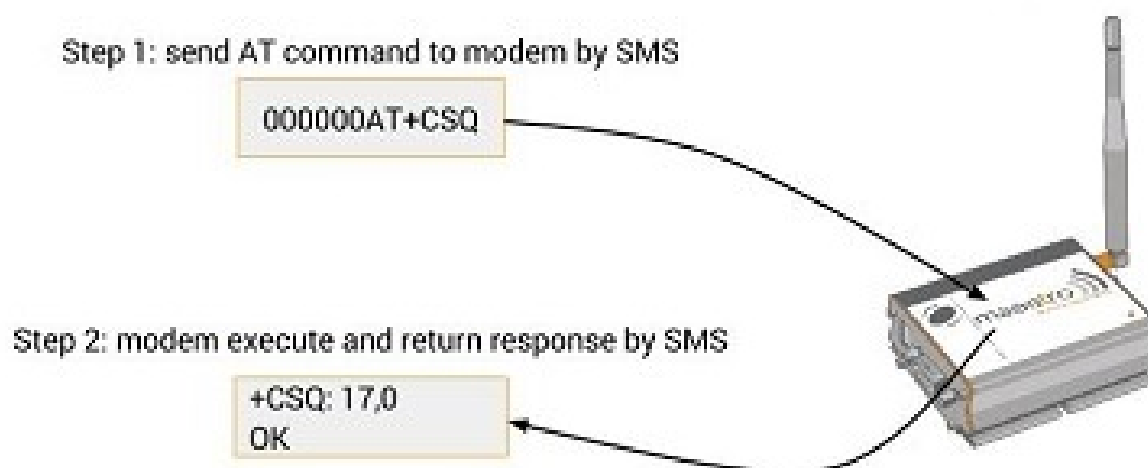 Step 1: send AT command to modem by SMS
000000AT+CSQ
maestro
Step 2: modem execute and return response by SMS
+CSQ: 17,0
OK